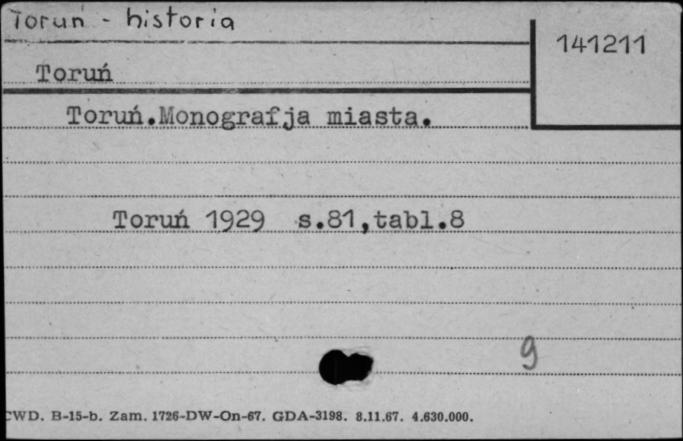 Toruń - historia
141211
Toruń
Toruń.Monografja miasta.
Toruń 1929 s.81,tabl.8
9
CWD. B-15-b. Zam. 1726-DW-On-67. GDA-3198. 8.11.67. 4.630.000.